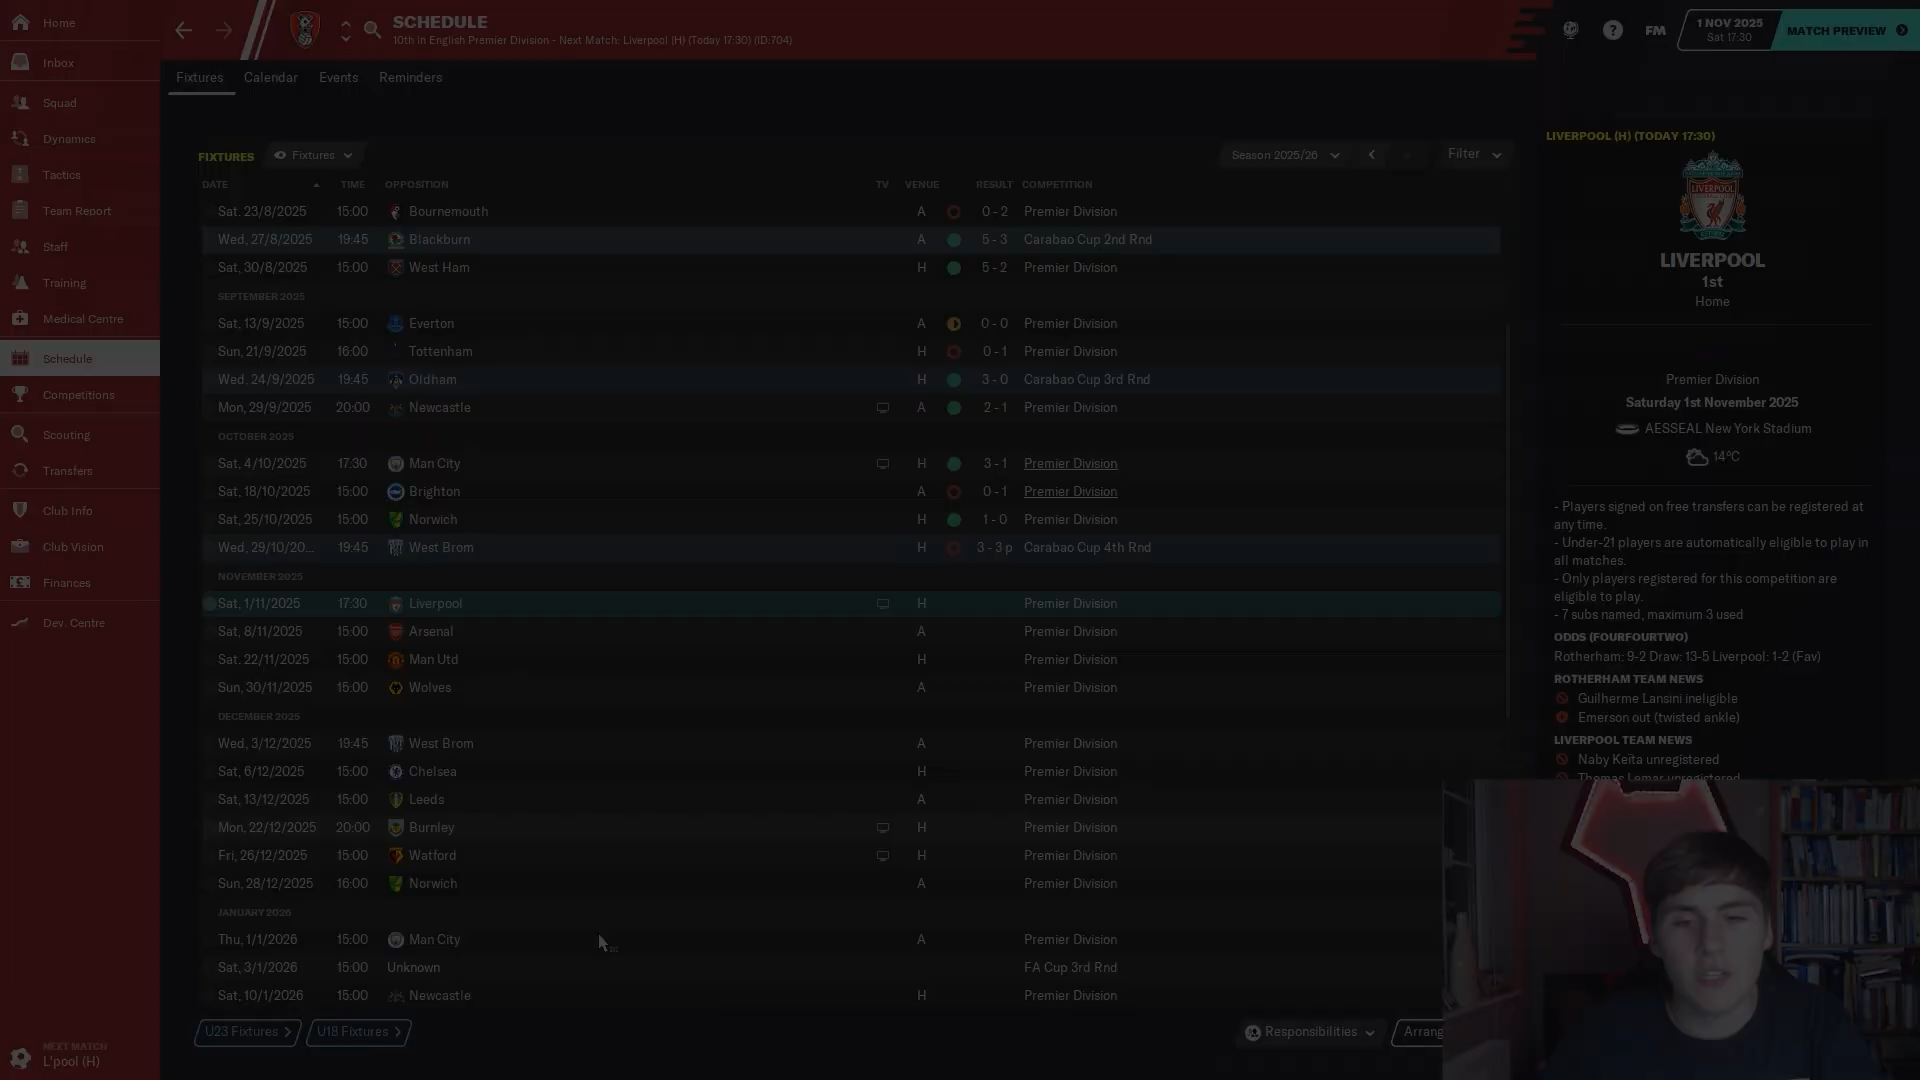 Home
Inbox
Squad
Dynamics
Tactics
Team Report
Staff
Training
Medical Centre
Schedule
Competitions
Scouting
Transfers
Club Info
Club Vision
Finances
Dev. Centre
NEXT MATCH
L'pool (H)
SCHEDULE
10th in English Premier Division - Next Match: Liverpool (H) (Today 17:30) (ID:704)
FM
1 NOV 2025
Sat 17:30
MATCH PREVIEW
Fixtures Calendar Events Reminders
FIXTURES Fixtures Season 2025/26 Filter
DATE TIME OPPOSITION TV VENUE RESULT COMPETITION
Sat. 23/8/2025 15:00 Bournemouth A 0 - 2 Premier Division
Wed, 27/8/2025 19:45 Blackburn A 5 - 3 Carabao Cup 2nd Rnd
Sat, 30/8/2025 15:00 West Ham H 5 - 2 Premier Division
SEPTEMBER 2025
Sat, 13/9/2025 15:00 Everton A 0 - 0 Premier Division
Sun, 21/9/2025 16:00 Tottenham H 0 - 1 Premier Division
Wed, 24/9/2025 19:45 Oldham H 3 - 0 Carabao Cup 3rd Rnd
Mon, 29/9/2025 20:00 Newcastle A 2 - 1 Premier Division
OCTOBER 2025
Sat, 4/10/2025 17:30 Man City H 3 - 1 Premier Division
Sat, 18/10/2025 15:00 Brighton A 0 - 1 Premier Division
Sat, 25/10/2025 15:00 Norwich H 1 - 0 Premier Division
Wed, 29/10/20... 19:45 West Brom H 3 - 3 p Carabao Cup 4th Rnd
NOVEMBER 2025
Sat, 1/11/2025 17:30 Liverpool H Premier Division
Sat, 8/11/2025 15:00 Arsenal A Premier Division
Sat. 22/11/2025 15:00 Man Utd H Premier Division
Sun, 30/11/2025 15:00 Wolves A Premier Division
DECEMBER 2025
Wed, 3/12/2025 19:45 West Brom A Premier Division
Sat, 6/12/2025 15:00 Chelsea H Premier Division
Sat, 13/12/2025 15:00 Leeds A Premier Division
Mon, 22/12/2025 20:00 Burnley H Premier Division
Fri, 26/12/2025 15:00 Watford H Premier Division
Sun, 28/12/2025 16:00 Norwich A Premier Division
JANUARY 2026
Thu, 1/1/2026 15:00 Man City A Premier Division
Sat, 3/1/2026 15:00 Unknown FA Cup 3rd Rnd
Sat, 10/1/2026 15:00 Newcastle H Premier Division
U23 Fixtures U18 Fixtures Responsibilities Arrang
LIVERPOOL (H) (TODAY 17:30)
LIVERPOOL
1st
Home
Premier Division
Saturday 1st November 2025
AESSEAL New York Stadium
14°C
- Players signed on free transfers can be registered at
any time.
- Under-21 players are automatically eligible to play in
all matches.
- Only players registered for this competition are
eligible to play.
- 7 subs named, maximum 3 used
ODDS (FOURFOURTWO)
Rotherham: 9-2 Draw: 13-5 Liverpool: 1-2 (Fav)
ROTHERHAM TEAM NEWS
Guilherme Lansini ineligible
Emerson out (twisted ankle)
LIVERPOOL TEAM NEWS
Naby Keïta unregistered
Thomas Lemar unregistered